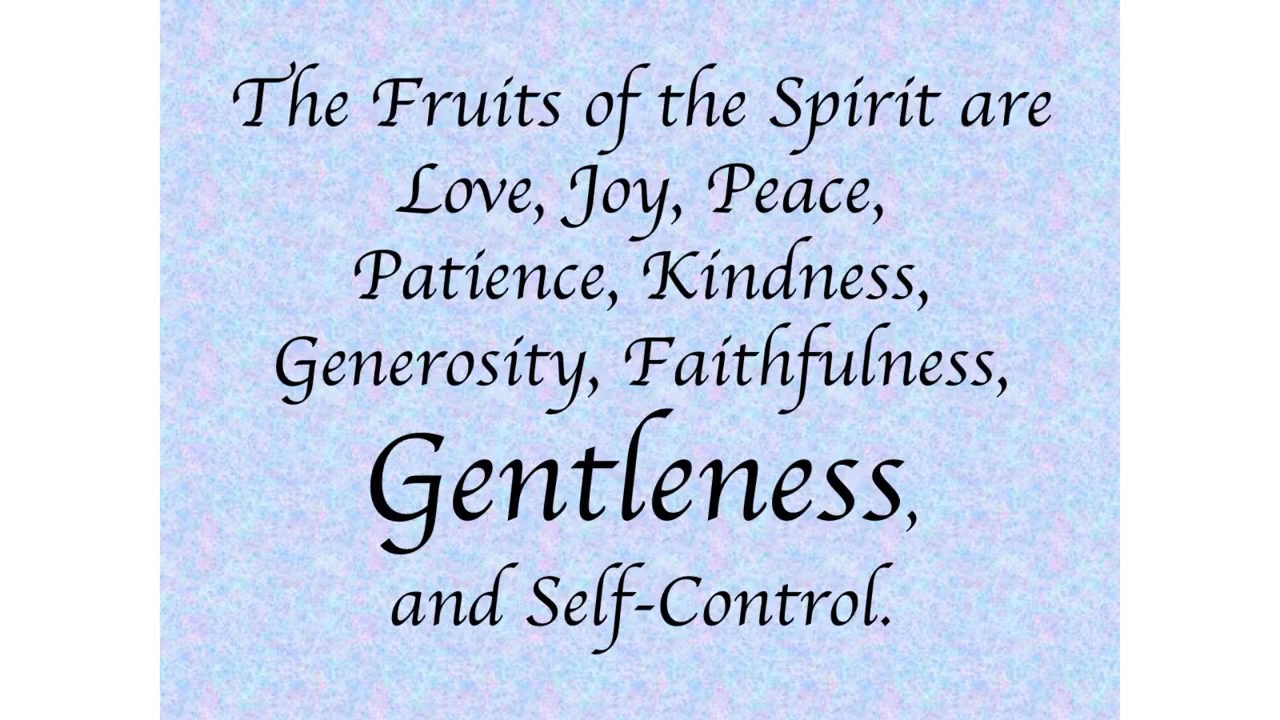 The Fruits of the Spirit are
Love, Joy, Peace,
Patience, Kindness,
Generosity, Faithfulness,
Gentleness,
and Self-Control.